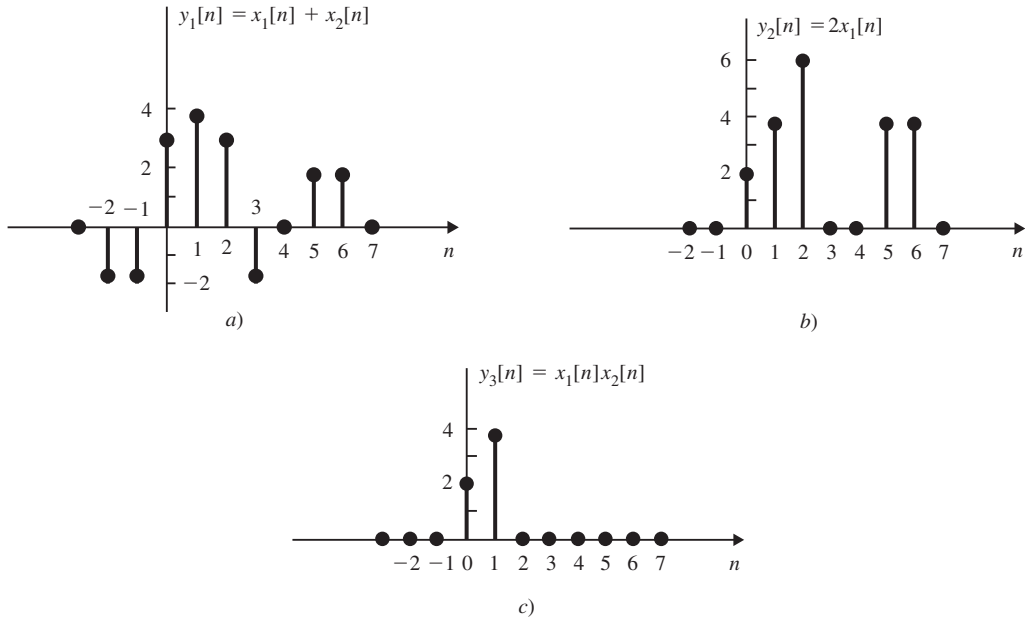 y₁[n] = x₁[n] + x₂[n]
4
2
−2 −1 3
1 2 4 5 6 7 n
−2
a)
y₂[n] = 2x₁[n]
6
4
2
−2 −1 0 1 2 3 4 5 6 7 n
b)
y₃[n] = x₁[n]x₂[n]
4
2
−2 −1 0 1 2 3 4 5 6 7 n
c)